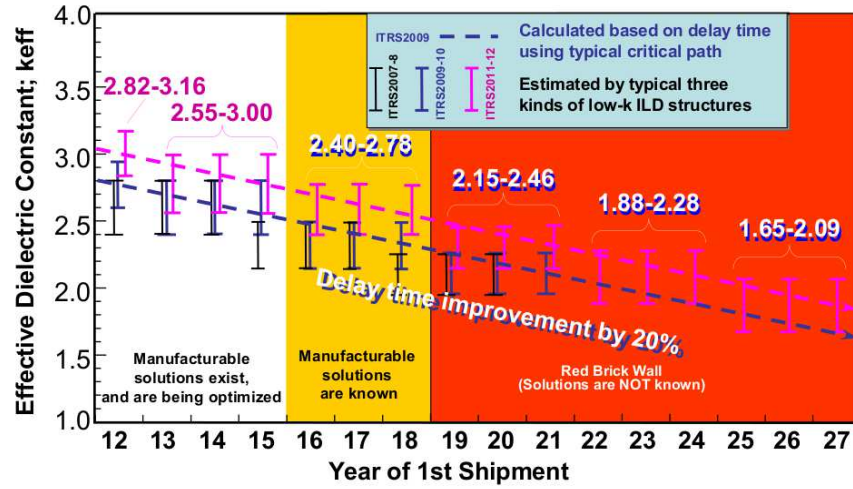 Effective Dielectric Constant; keff
4.0
3.5
3.0
2.5
2.0
1.5
1.0
ITRS2009
Calculated based on delay time
using typical critical path
ITRS2007-8
ITRS2009-10
ITRS2011-12
Estimated by typical three
kinds of low-k ILD structures
2.82-3.16
2.55-3.00
2.40-2.78
2.15-2.46
1.88-2.28
1.65-2.09
Delay time improvement by 20%
Manufacturable
solutions exist,
and are being optimized
Manufacturable
solutions
are known
Red Brick Wall
(Solutions are NOT known)
12 13 14 15 16 17 18 19 20 21 22 23 24 25 26 27
Year of 1st Shipment